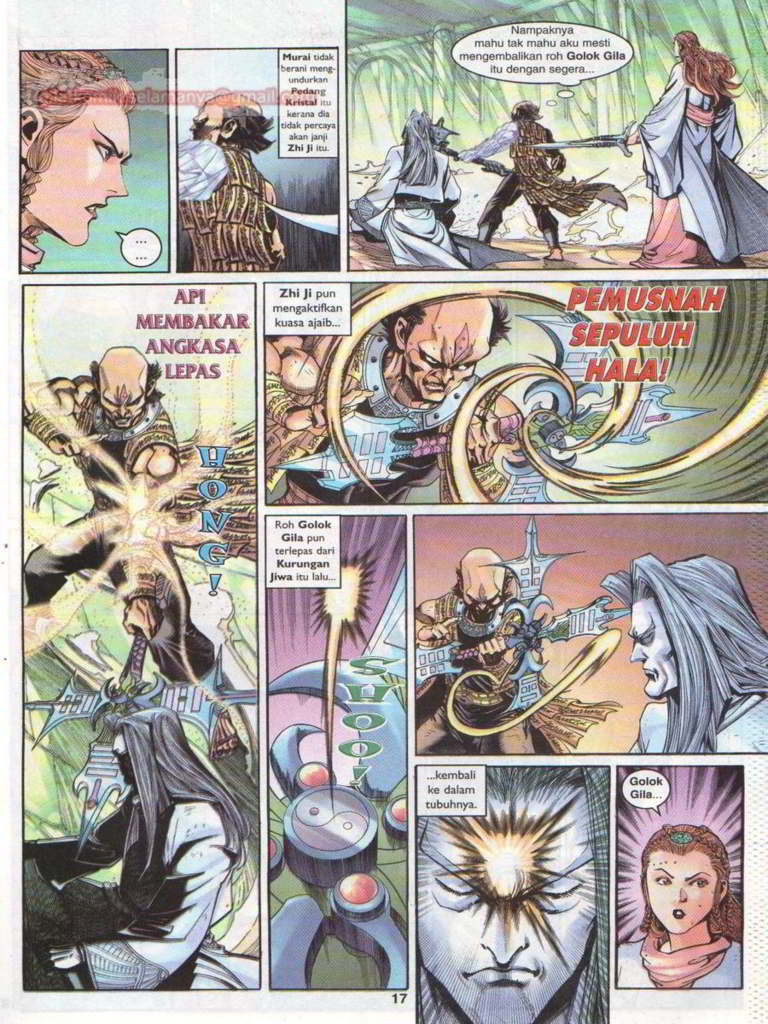 ...
...
Murai tidak
berani meng-
undurkan
Pedang
Kristal itu
kerana dia
tidak percaya
akan janji
Zhi Ji itu.
Nampaknya
mahu tak mahu aku mesti
mengembalikan roh Golok Gila
itu dengan segera...
API
MEMBAKAR
ANGKASA
LEPAS
HONG!
Zhi Ji pun
mengaktifkan
kuasa ajaib...
PEMUSNAH
SEPULUH
HALA!
Roh Golok
Gila pun
terlepas dari
Kurungan
Jiwa itu lalu...
SHOO!
...kembali
ke dalam
tubuhnya.
Golok
Gila...
17